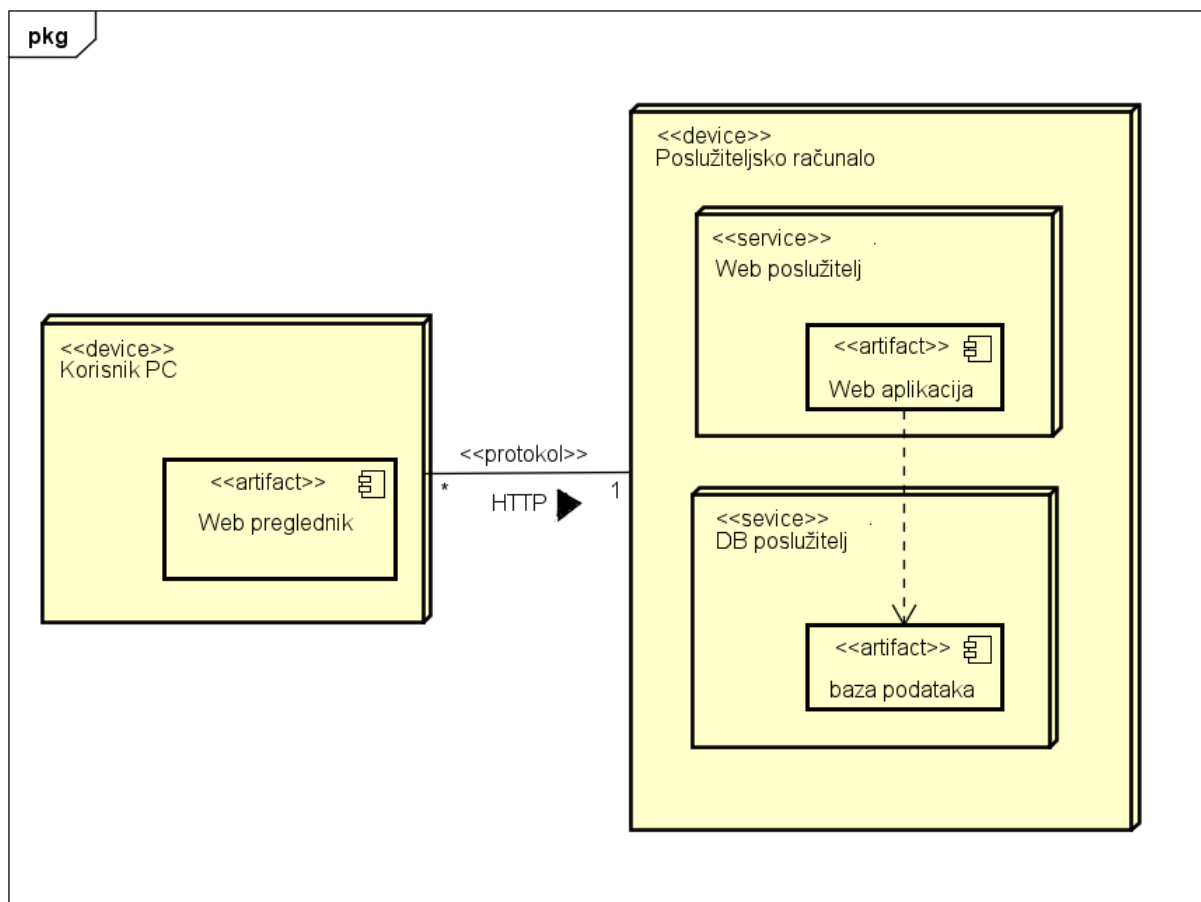 pkg
<<device>>
Korisnik PC
<<artifact>>
Web preglednik
<<protokol>>
*
HTTP
1
<<device>>
Poslužiteljsko računalo
<<service>>
Web poslužitelj
<<artifact>>
Web aplikacija
<<sevice>>
DB poslužitelj
<<artifact>>
baza podataka